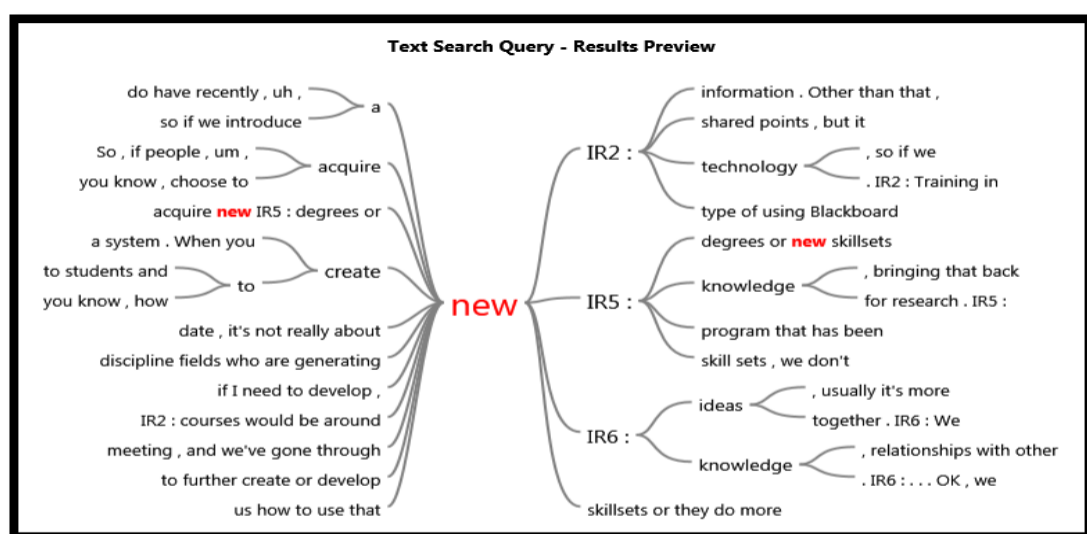 Text Search Query - Results Preview
do have recently , uh ,
so if we introduce
a
So , if people , um ,
you know , choose to
acquire
acquire new IR5 : degrees or
a system . When you
to students and
you know , how
to
create
date , it's not really about
discipline fields who are generating
if I need to develop ,
IR2 : courses would be around
meeting , and we've gone through
to further create or develop
us how to use that
new
IR2 :
information . Other than that ,
shared points , but it
technology
, so if we
. IR2 : Training in
type of using Blackboard
IR5 :
degrees or new skillsets
knowledge
, bringing that back
for research . IR5 :
program that has been
skill sets , we don't
IR6 :
ideas
, usually it's more
together . IR6 : We
knowledge
, relationships with other
. IR6 : . . . OK , we
skillsets or they do more